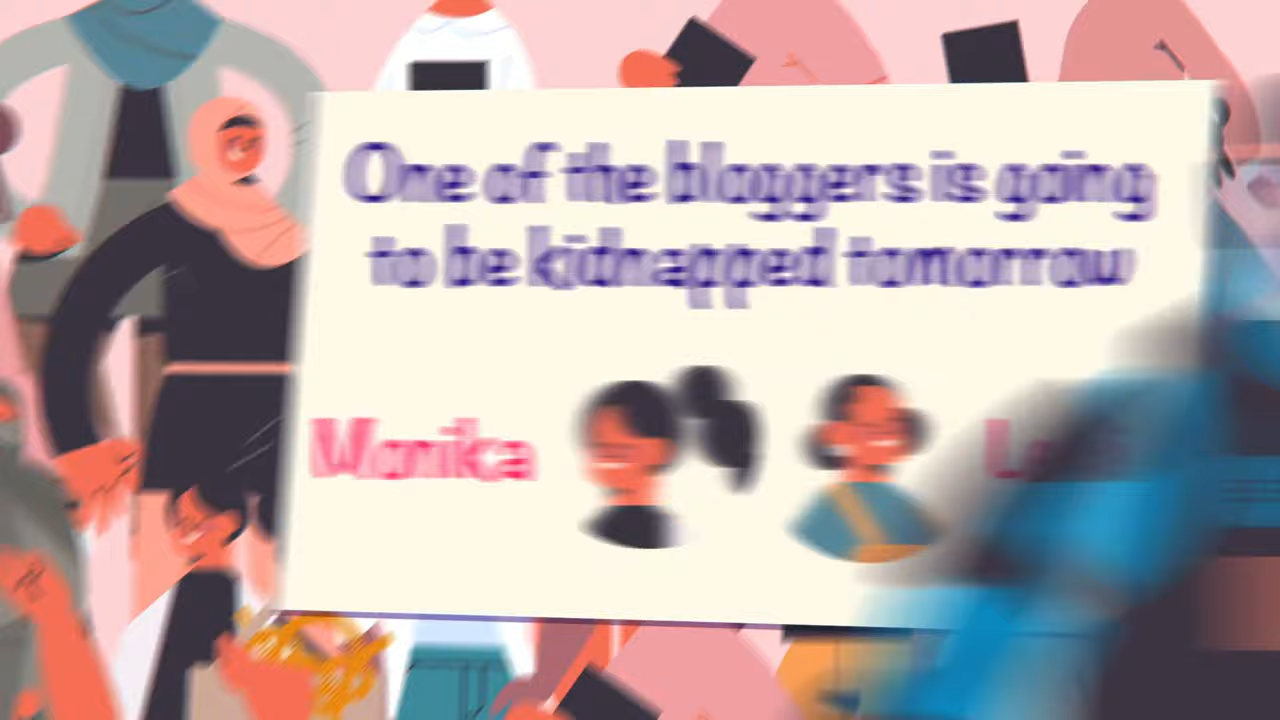 One of the bloggers is going
to be kidnapped tomorrow
Monika